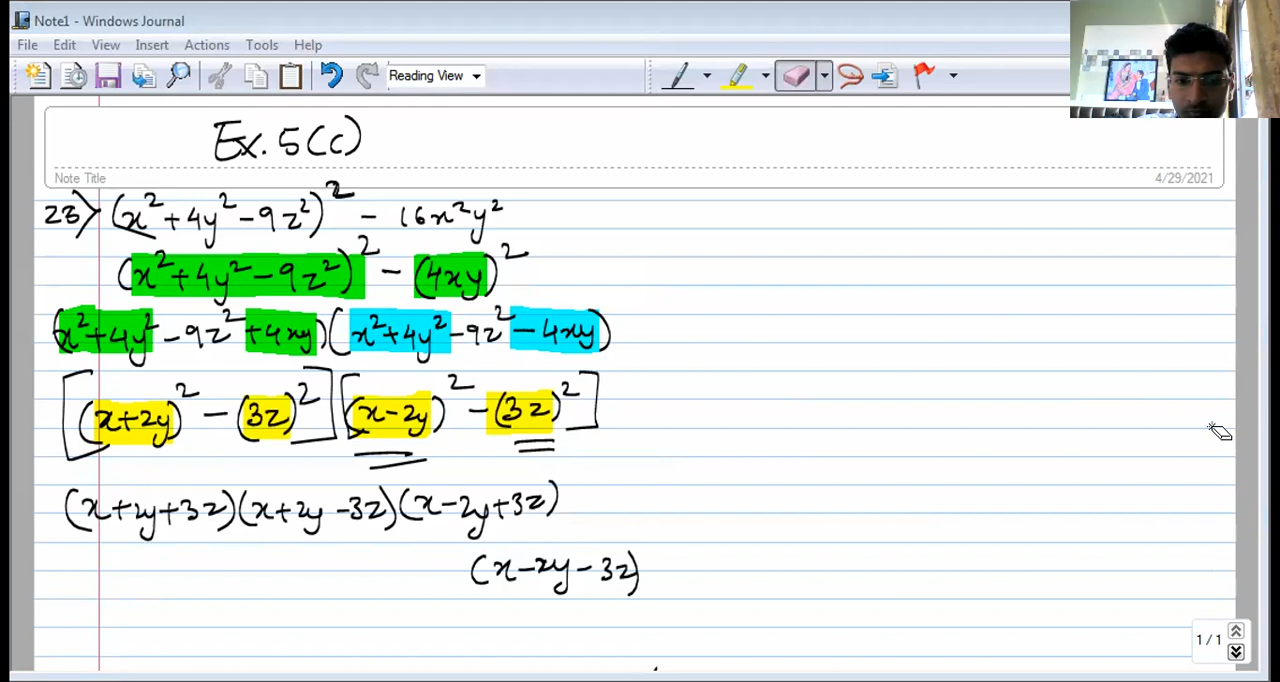 Note1 - Windows Journal
File Edit View Insert Actions Tools Help
Reading View
Ex. 5(c)
Note Title
4/29/2021
23) (x² + 4y² - 9z²)² - 16x²y²
(x² + 4y² - 9z²)² - (4xy)²
(x² + 4y² - 9z² + 4xy)(x² + 4y² - 9z² - 4xy)
[(x + 2y)² - (3z)²][(x - 2y)² - (3z)²]
(x + 2y + 3z)(x + 2y - 3z)(x - 2y + 3z)
(x - 2y - 3z)
1 / 1